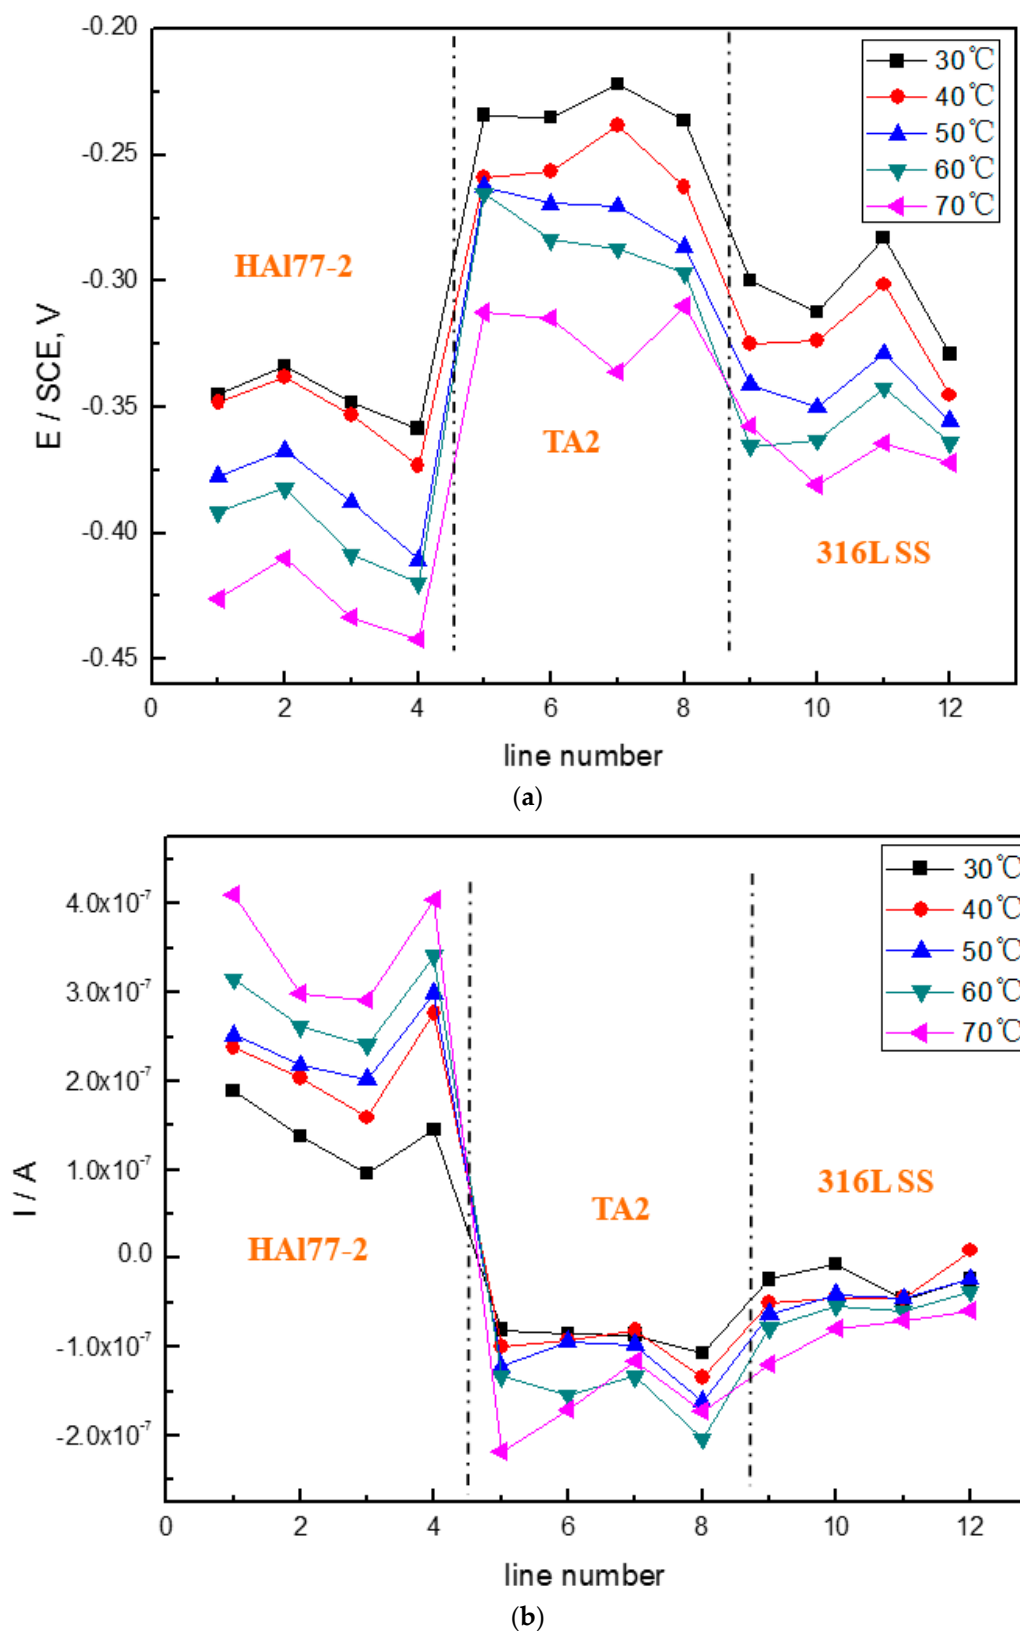 -0.20
-0.25
-0.30
-0.35
-0.40
-0.45
E / SCE, V
30℃
40℃
50℃
60℃
70℃
HAl77-2
TA2
316L SS
0 2 4 6 8 10 12
line number
(a)
4.0x10⁻⁷
3.0x10⁻⁷
2.0x10⁻⁷
1.0x10⁻⁷
0.0
-1.0x10⁻⁷
-2.0x10⁻⁷
I / A
30℃
40℃
50℃
60℃
70℃
HAl77-2
TA2
316L SS
0 2 4 6 8 10 12
line number
(b)